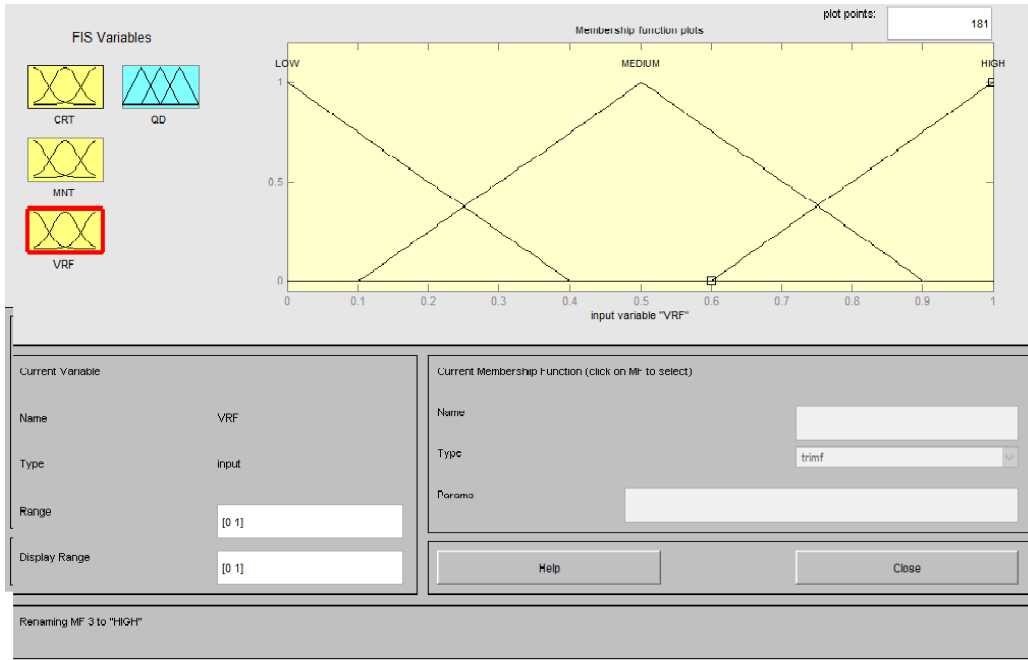 plot points:
181
FIS Variables
Membership function plots
LOW
MEDIUM
HIGH
1
0.5
0
CRT
QD
MNT
VRF
0 0.1 0.2 0.3 0.4 0.5 0.6 0.7 0.8 0.9 1
input variable "VRF"
Current Variable
Name VRF
Type input
Range [0 1]
Display Range [0 1]
Current Membership Function (click on MF to select)
Name
Type trimf
Params
Help
Close
Renaming MF 3 to "HIGH"